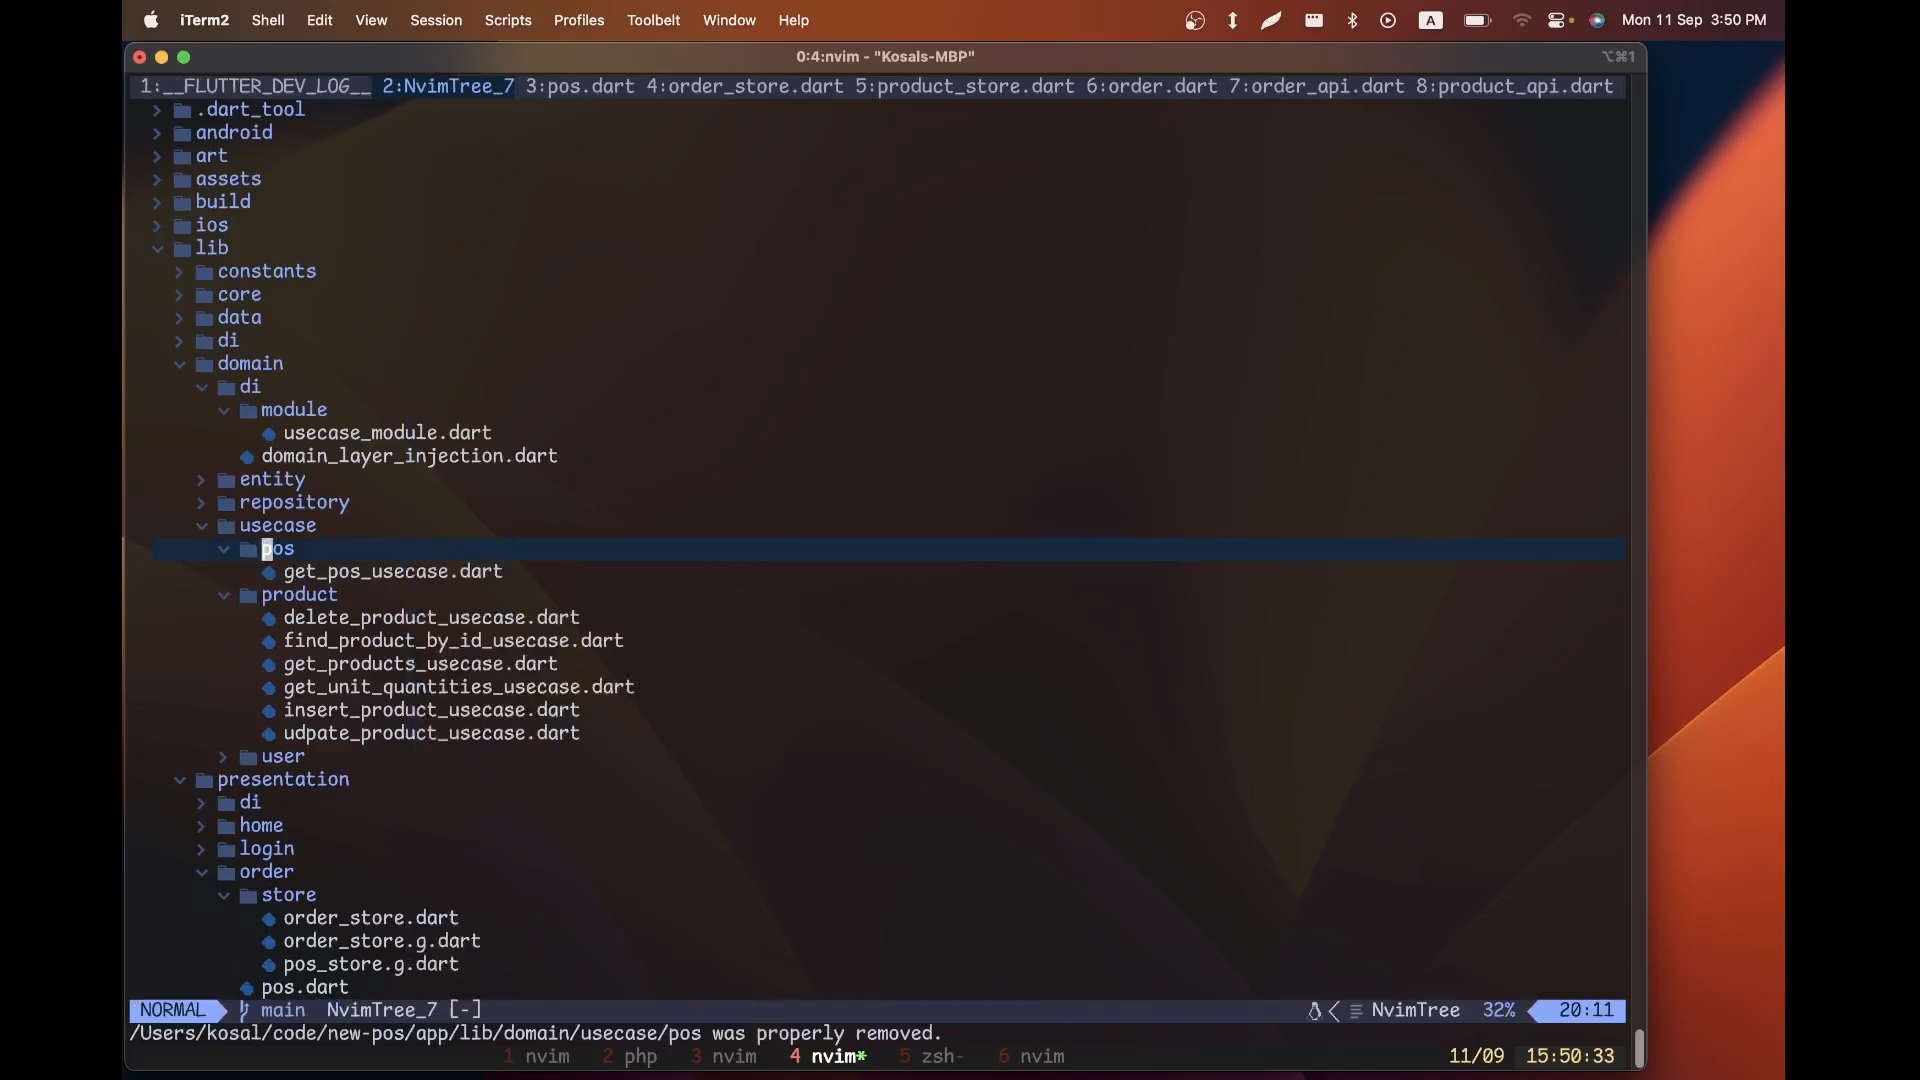 iTerm2 Shell Edit View Session Scripts Profiles Toolbelt Window Help A Mon 11 Sep 3:50 PM
0:4:nvim - "Kosals-MBP" ⌥⌘1
1:__FLUTTER_DEV_LOG__ 2:NvimTree_7 3:pos.dart 4:order_store.dart 5:product_store.dart 6:order.dart 7:order_api.dart 8:product_api.dart
.dart_tool
android
art
assets
build
ios
lib
constants
core
data
di
domain
di
module
usecase_module.dart
domain_layer_injection.dart
entity
repository
usecase
pos
get_pos_usecase.dart
product
delete_product_usecase.dart
find_product_by_id_usecase.dart
get_products_usecase.dart
get_unit_quantities_usecase.dart
insert_product_usecase.dart
udpate_product_usecase.dart
user
presentation
di
home
login
order
store
order_store.dart
order_store.g.dart
pos_store.g.dart
pos.dart
NORMAL main NvimTree_7 [-] NvimTree 32% 20:11
/Users/kosal/code/new-pos/app/lib/domain/usecase/pos was properly removed.
1 nvim 2 php 3 nvim 4 nvim* 5 zsh- 6 nvim 11/09 15:50:33